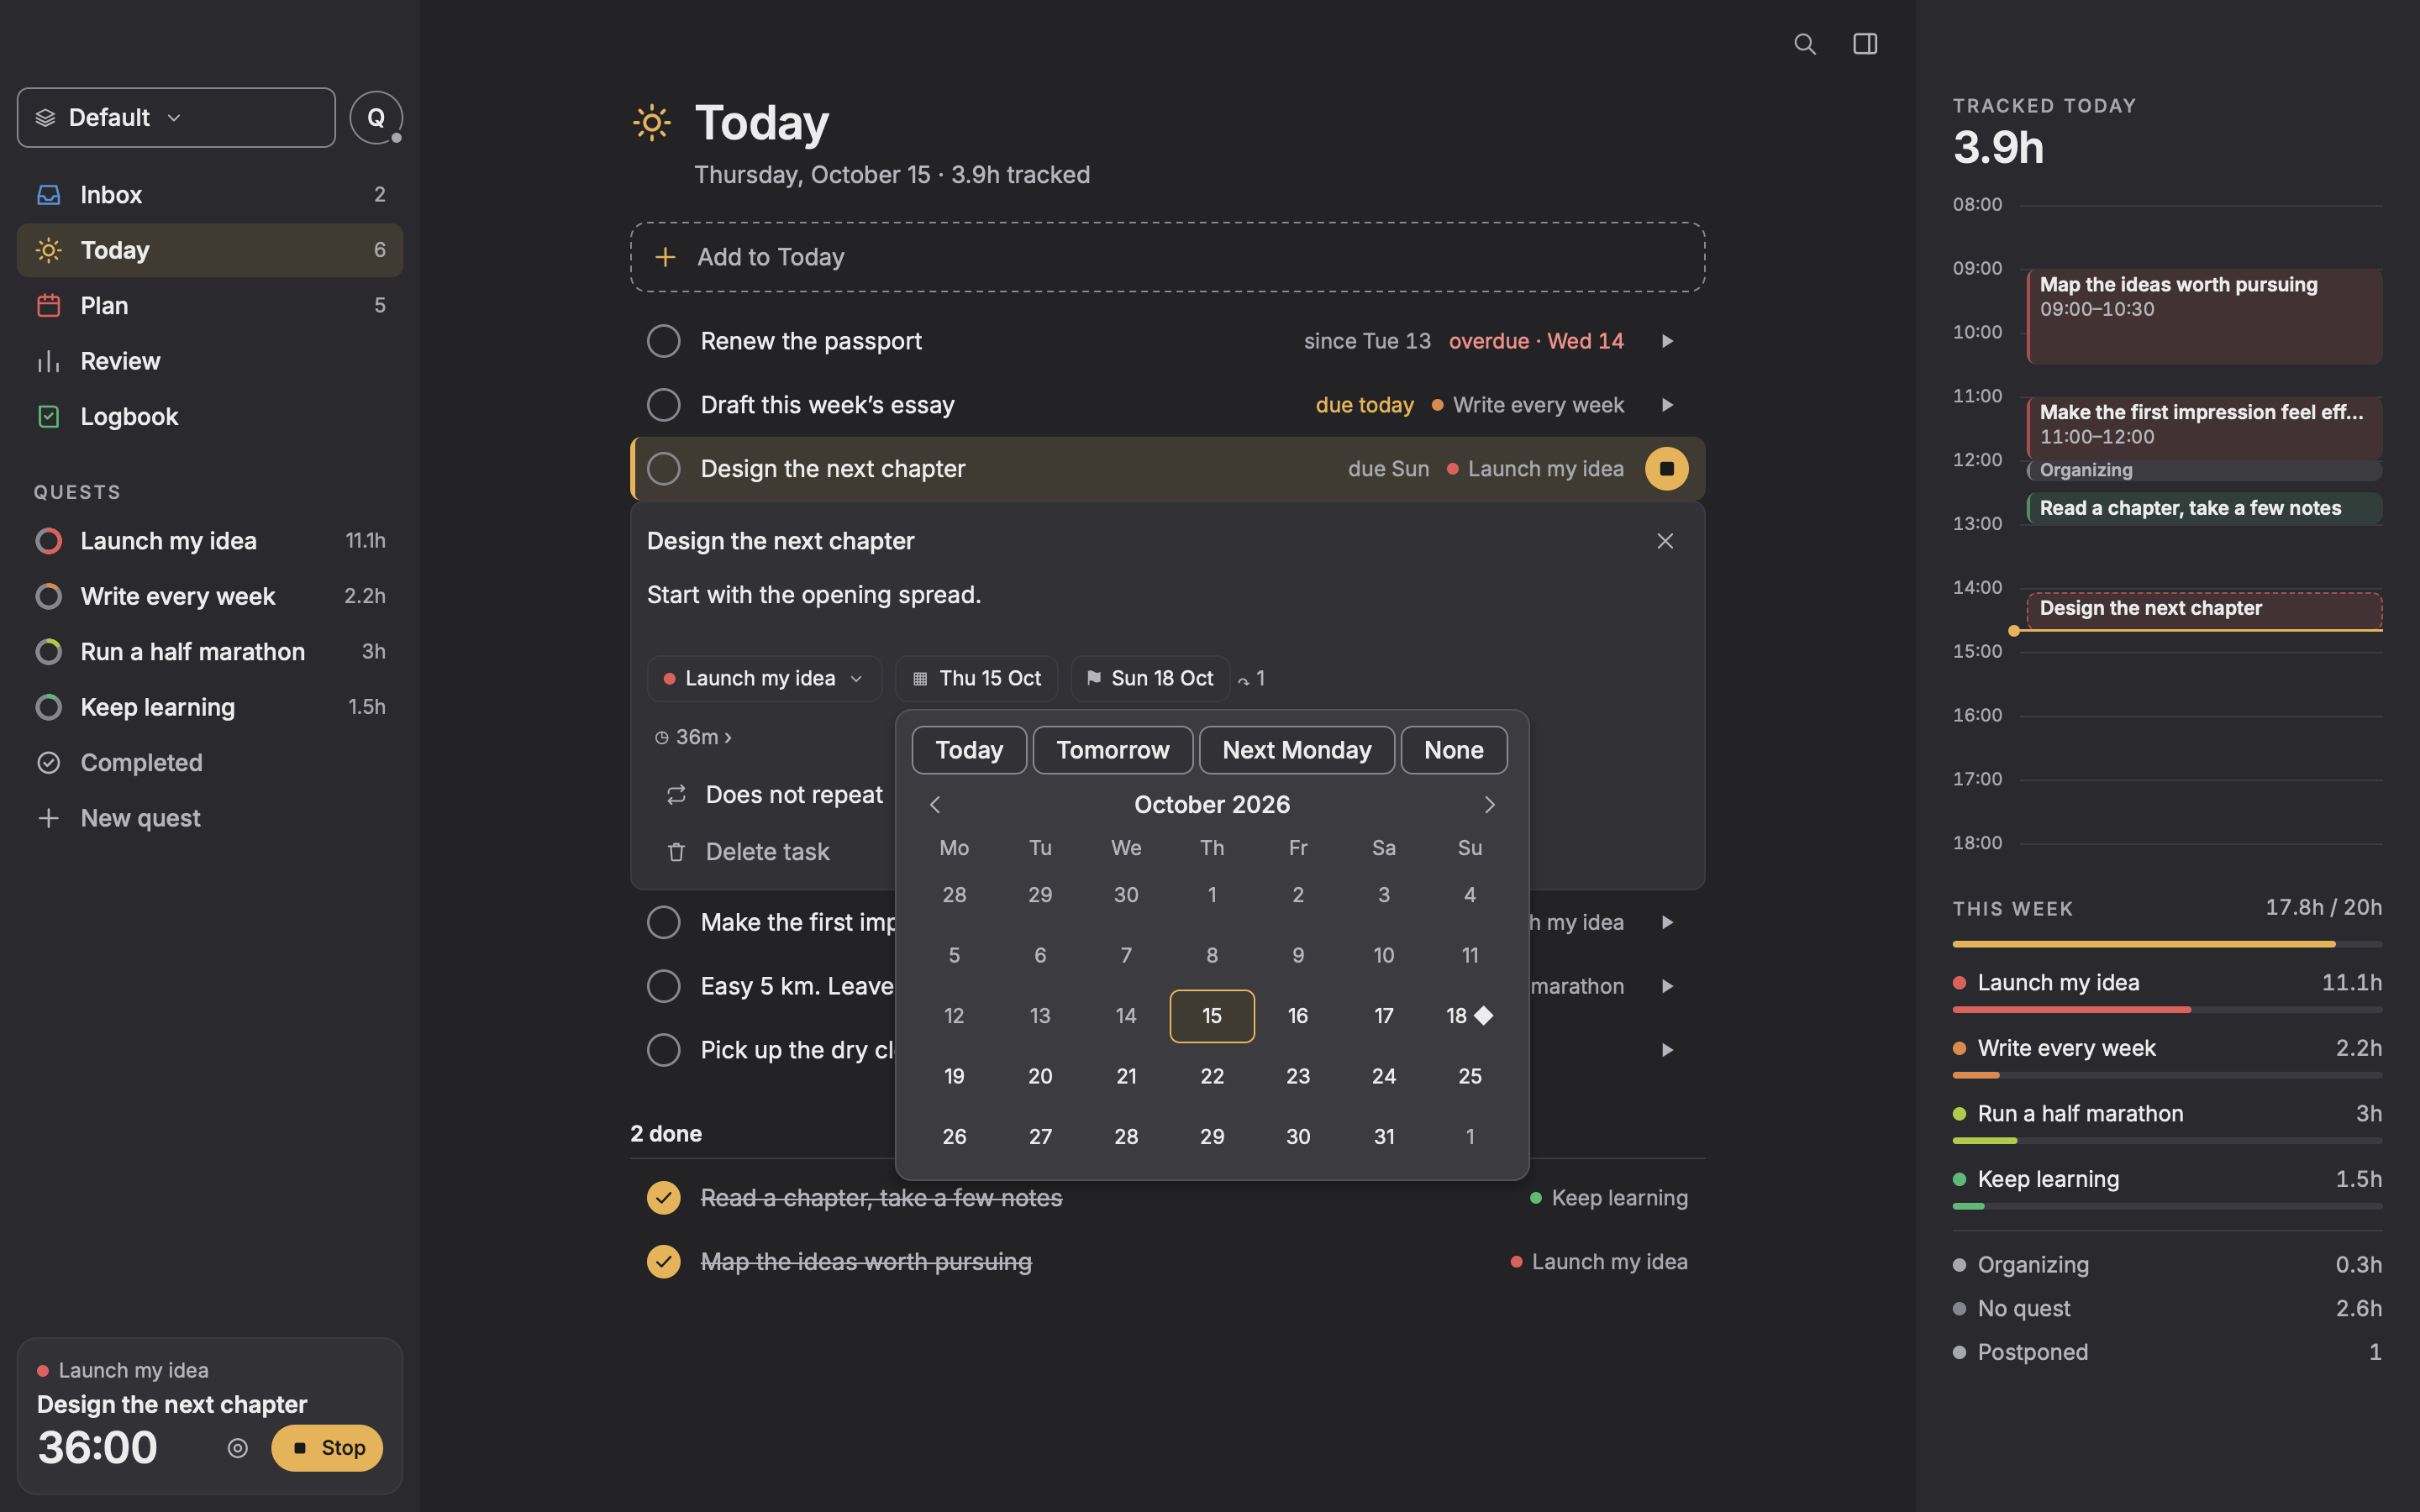 Default
Q
Inbox 2
Today 6
Plan 5
Review
Logbook
QUESTS
Launch my idea 11.1h
Write every week 2.2h
Run a half marathon 3h
Keep learning 1.5h
Completed
New quest
Launch my idea
Design the next chapter
36:00 Stop
Today
Thursday, October 15 · 3.9h tracked
Add to Today
Renew the passport since Tue 13 overdue · Wed 14
Draft this week’s essay due today Write every week
Design the next chapter due Sun Launch my idea
Design the next chapter
Start with the opening spread.
Launch my idea Thu 15 Oct Sun 18 Oct 1
36m ›
Does not repeat
Delete task
Today Tomorrow Next Monday None
October 2026
Mo Tu We Th Fr Sa Su
28 29 30 1 2 3 4
5 6 7 8 9 10 11
12 13 14 15 16 17 18
19 20 21 22 23 24 25
26 27 28 29 30 31 1
Make the first imp h my idea
Easy 5 km. Leave marathon
Pick up the dry cl
2 done
Read a chapter, take a few notes Keep learning
Map the ideas worth pursuing Launch my idea
TRACKED TODAY
3.9h
08:00
09:00
Map the ideas worth pursuing
09:00–10:30
10:00
11:00
Make the first impression feel eff...
11:00–12:00
12:00
Organizing
Read a chapter, take a few notes
13:00
14:00
Design the next chapter
15:00
16:00
17:00
18:00
THIS WEEK 17.8h / 20h
Launch my idea 11.1h
Write every week 2.2h
Run a half marathon 3h
Keep learning 1.5h
Organizing 0.3h
No quest 2.6h
Postponed 1